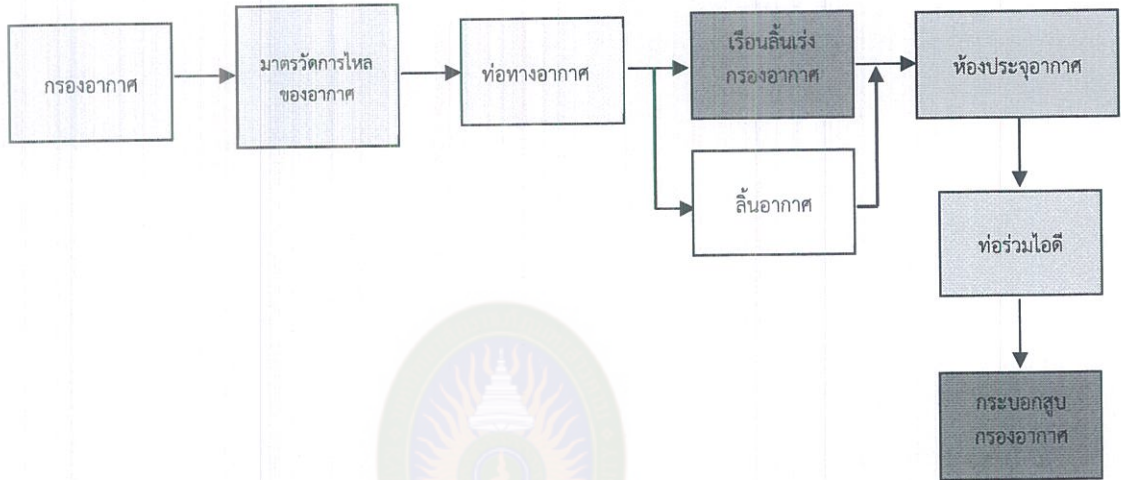 กรองอากาศ
มาตรวัดการไหล
ของอากาศ
ท่อทางอากาศ
เรือนลิ้นเร่ง
กรองอากาศ
ห้องประจุอากาศ
ลิ้นอากาศ
ท่อร่วมไอดี
กระบอกสูบ
กรองอากาศ